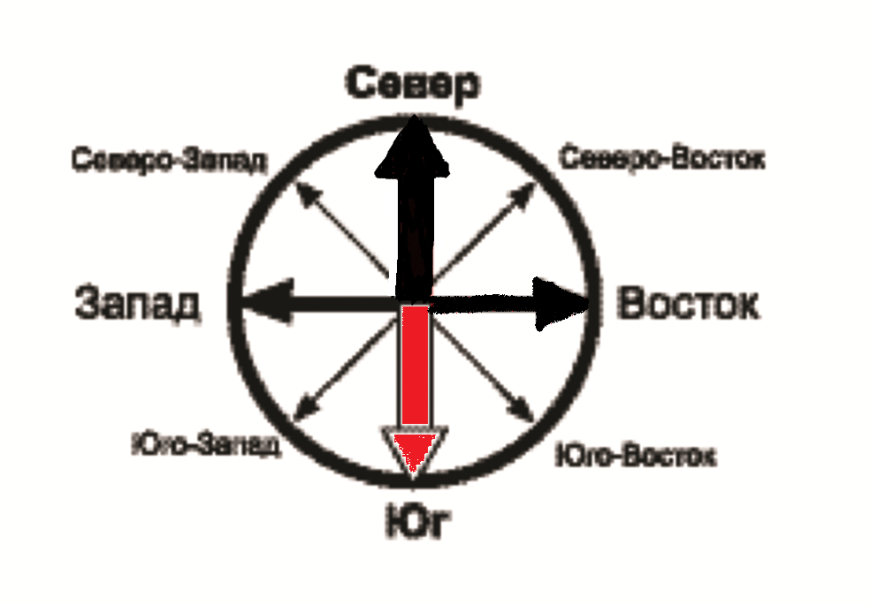 Север
Северо-Запад
Северо-Восток
Запад
Восток
Юго-Запад
Юго-Восток
Юг